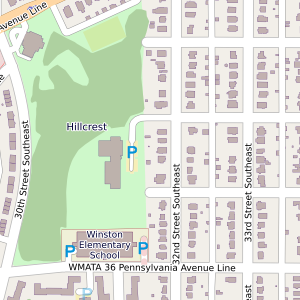 Avenue Line
Hillcrest
P
30th Street Southeast
32nd Street Southeast
33rd Street Southeast
Winston
Elementary
School
P
P
WMATA 36 Pennsylvania Avenue Line
P